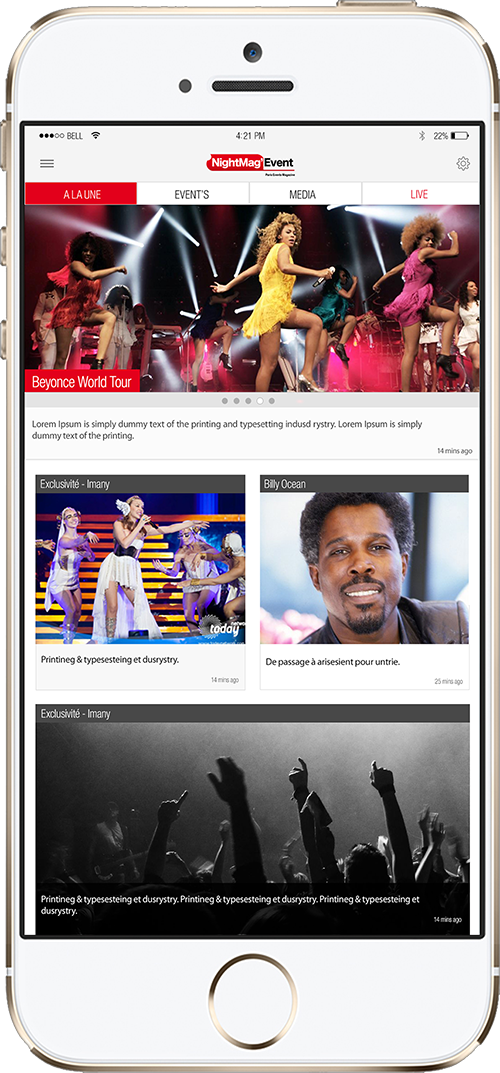 BELL
4:21 PM
22%
NightMag Event
Paris Events Magazine
A LA UNE
EVENT'S
MEDIA
LIVE
Beyonce World Tour
Lorem Ipsum is simply dummy text of the printing and typesetting indusd rystry. Lorem Ipsum is simply
dummy text of the printing.
14 mins ago
Exclusivité - Imany
network
today
Printineg & typesesteing et dusrystry.
14 mins ago
Billy Ocean
De passage à arisesient pour untrie.
25 mins ago
Exclusivité - Imany
Printineg & typesesteing et dusrystry. Printineg & typesesteing et dusrystry. Printineg & typesesteing et
dusrystry.
14 mins ago